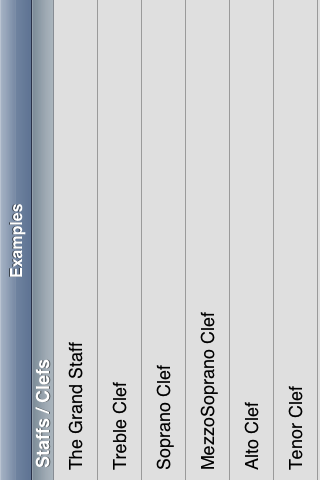 Examples
Staffs / Clefs
The Grand Staff
Treble Clef
Soprano Clef
MezzoSoprano Clef
Alto Clef
Tenor Clef